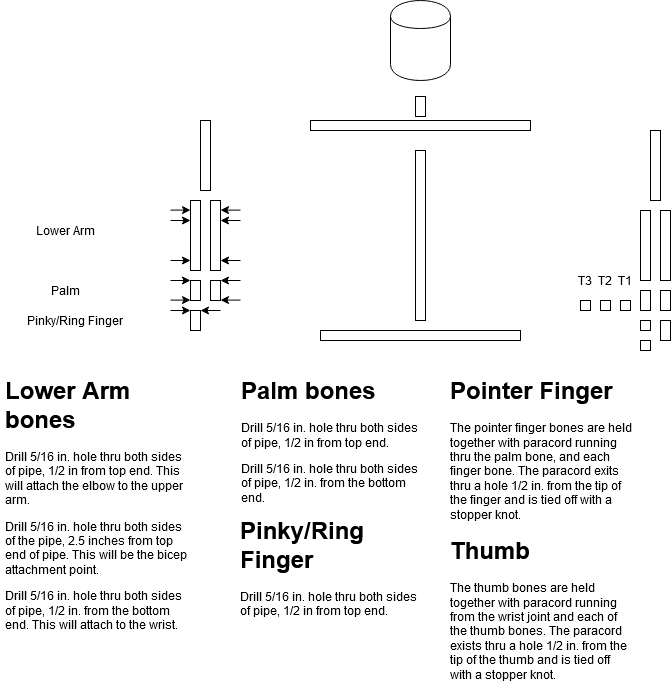 T3 T2 T1
Lower Arm
Palm
Pinky/Ring Finger
Lower Arm
bones
Drill 5/16 in. hole thru both sides
of pipe, 1/2 in from top end. This
will attach the elbow to the upper
arm.
Drill 5/16 in. hole thru both sides
of the pipe, 2.5 inches from top
end of pipe. This will be the bicep
attachment point.
Drill 5/16 in. hole thru both sides
of pipe, 1/2 in. from the bottom
end. This will attach to the wrist.
Palm bones
Drill 5/16 in. hole thru both sides
of pipe, 1/2 in from top end.
Drill 5/16 in. hole thru both sides
of pipe, 1/2 in. from the bottom
end.
Pinky/Ring
Finger
Drill 5/16 in. hole thru both sides
of pipe, 1/2 in from top end.
Pointer Finger
The pointer finger bones are held
together with paracord running
thru the palm bone, and each
finger bone. The paracord exits
thru a hole 1/2 in. from the tip of
the finger and is tied off with a
stopper knot.
Thumb
The thumb bones are held
together with paracord running
from the wrist joint and each of
the thumb bones. The paracord
exists thru a hole 1/2 in. from the
tip of the thumb and is tied off
with a stopper knot.